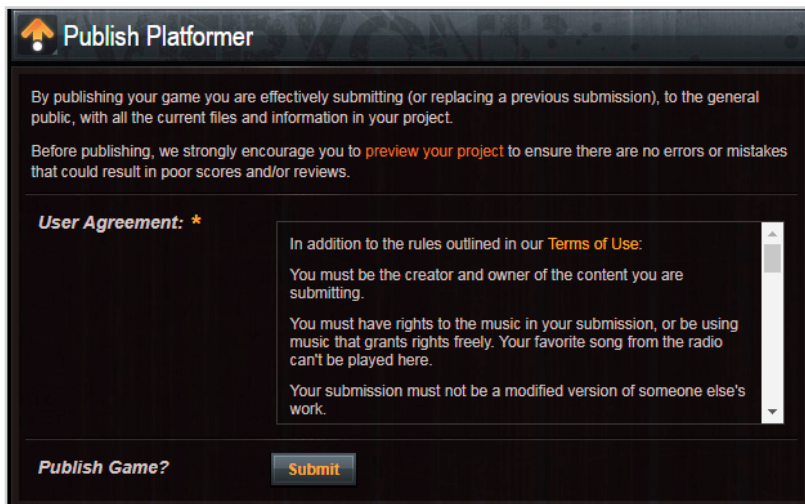 Publish Platformer
By publishing your game you are effectively submitting (or replacing a previous submission), to the general
public, with all the current files and information in your project.
Before publishing, we strongly encourage you to preview your project to ensure there are no errors or mistakes
that could result in poor scores and/or reviews.
User Agreement: *
In addition to the rules outlined in our Terms of Use:
You must be the creator and owner of the content you are
submitting.
You must have rights to the music in your submission, or be using
music that grants rights freely. Your favorite song from the radio
can't be played here.
Your submission must not be a modified version of someone else's
work.
Publish Game?
Submit